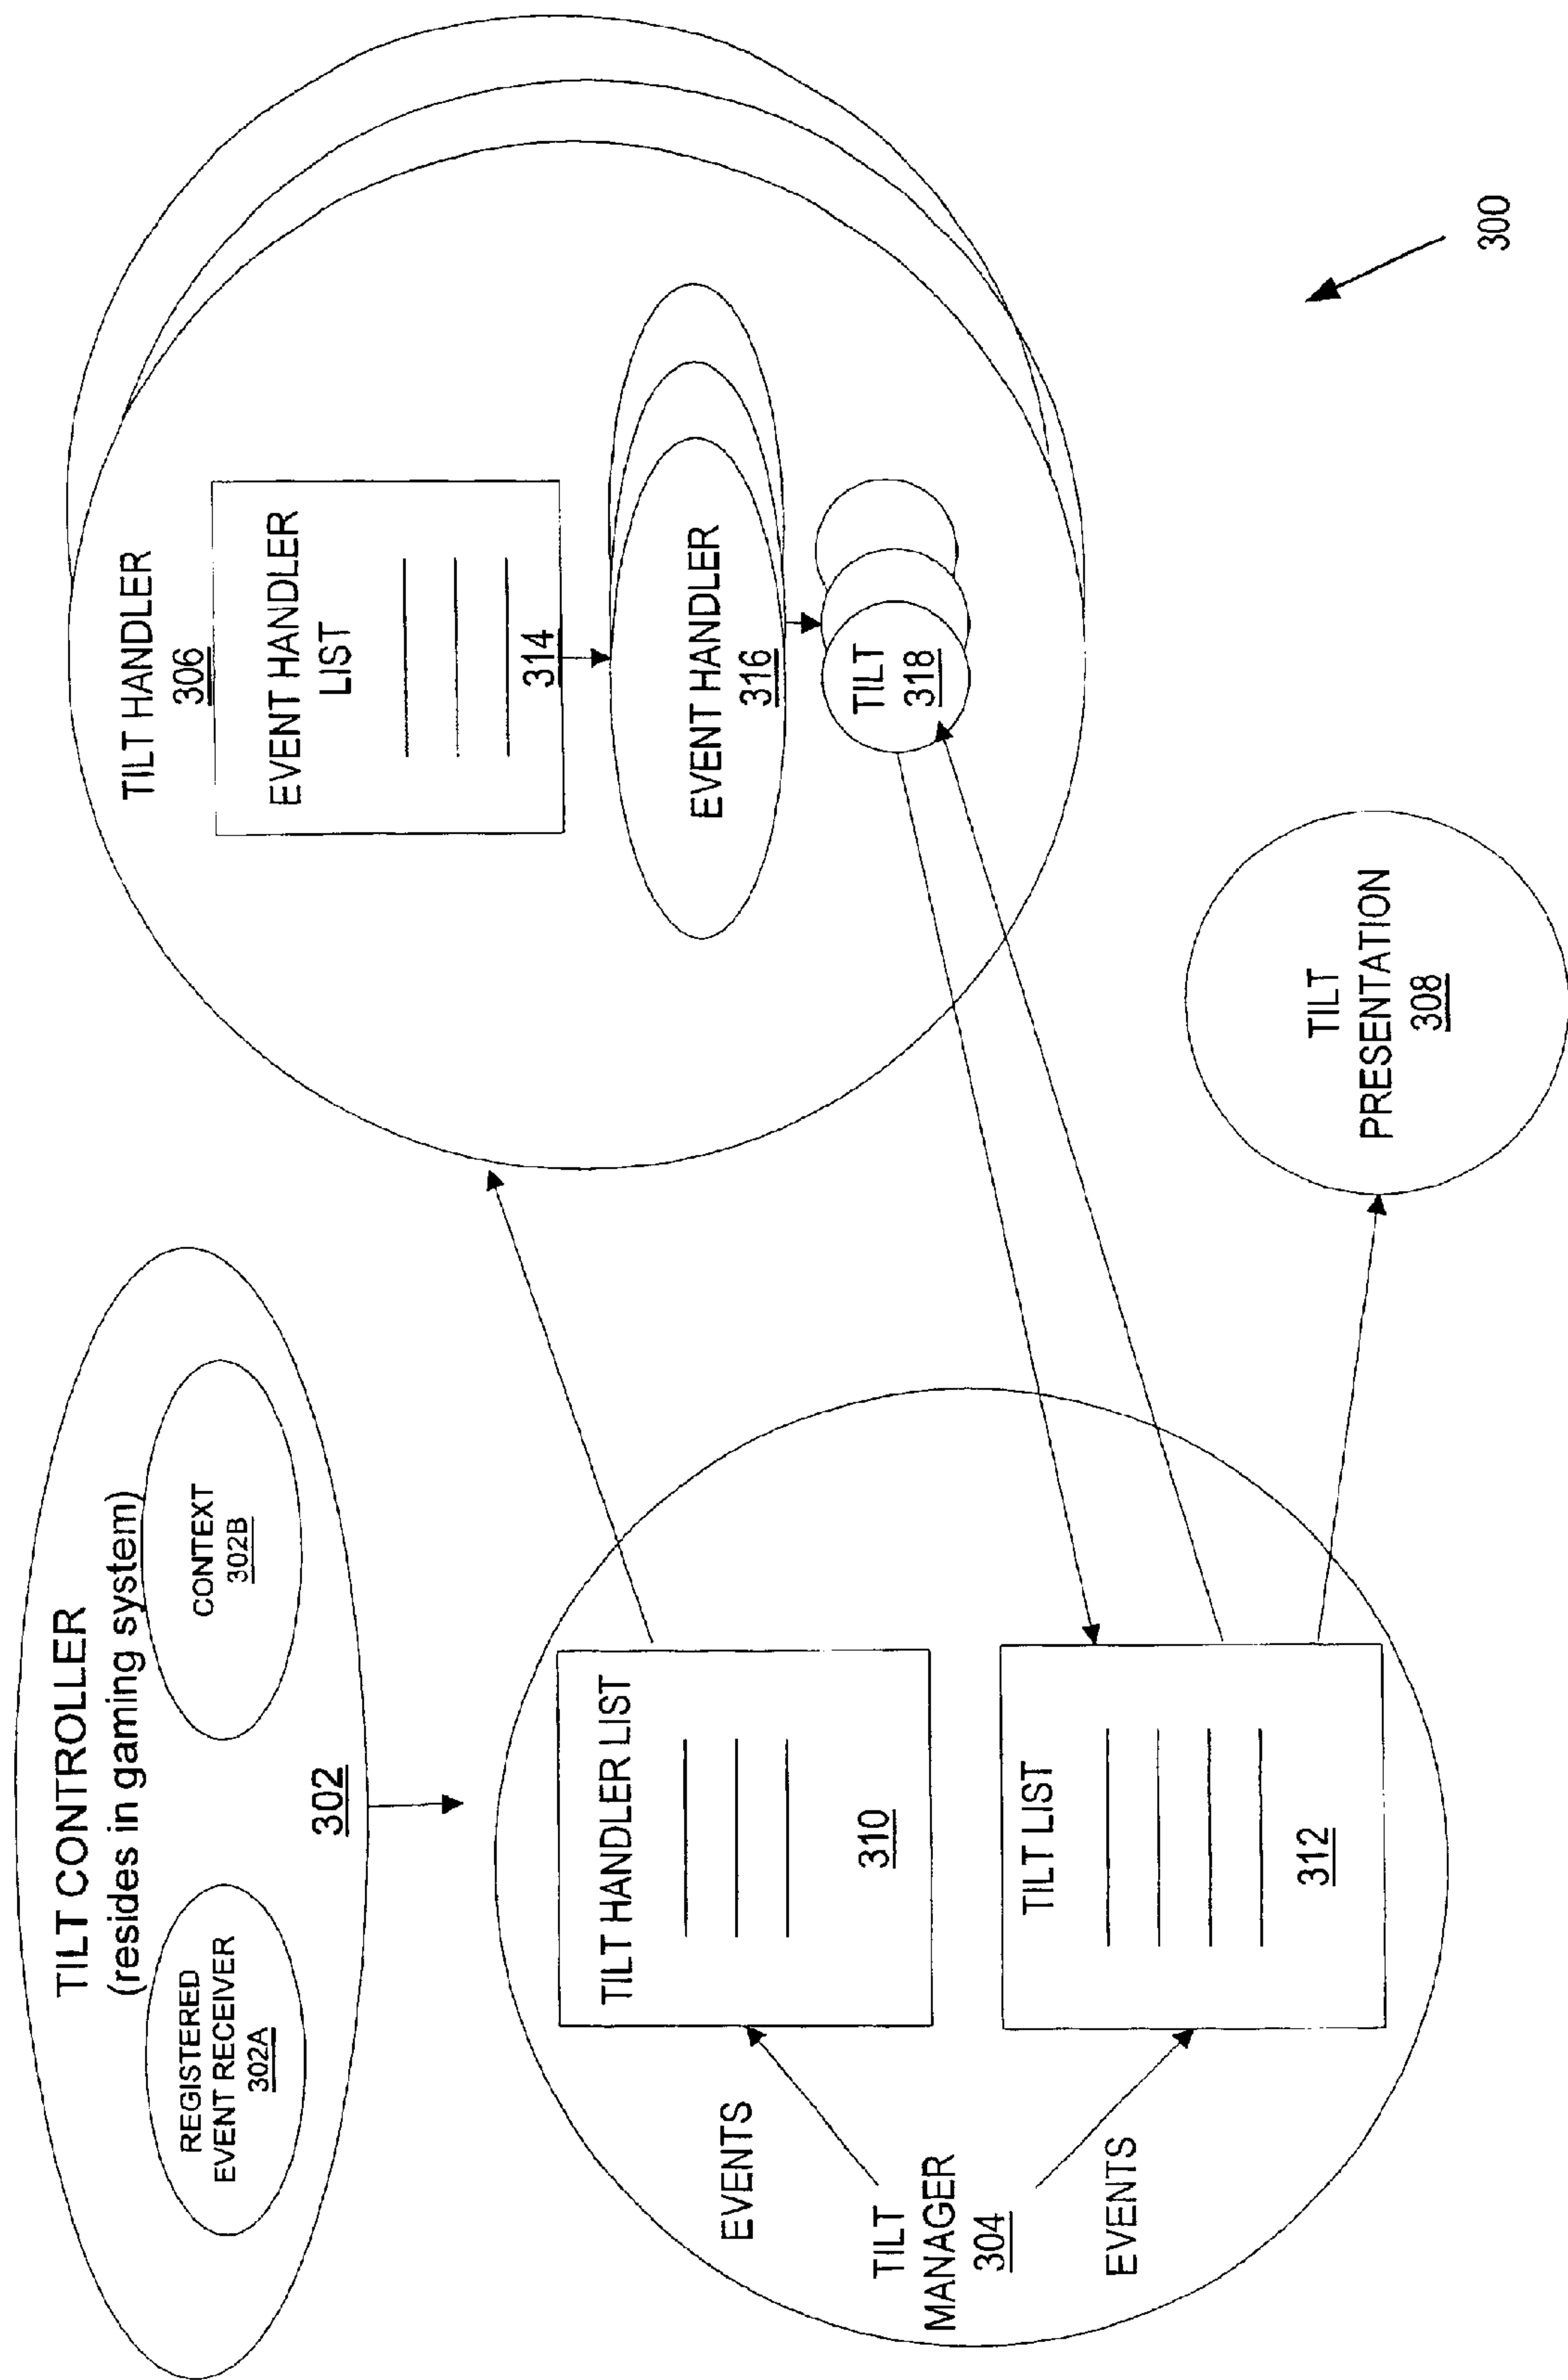 TILT CONTROLLER
(resides in gaming system)
REGISTERED
EVENT RECEIVER
302A
CONTEXT
302B
302
TILT HANDLER LIST
310
EVENTS
TILT
MANAGER
304
EVENTS
TILT LIST
312
TILT HANDLER
306
EVENT HANDLER
LIST
314
EVENT HANDLER
316
TILT
318
TILT
PRESENTATION
308
300